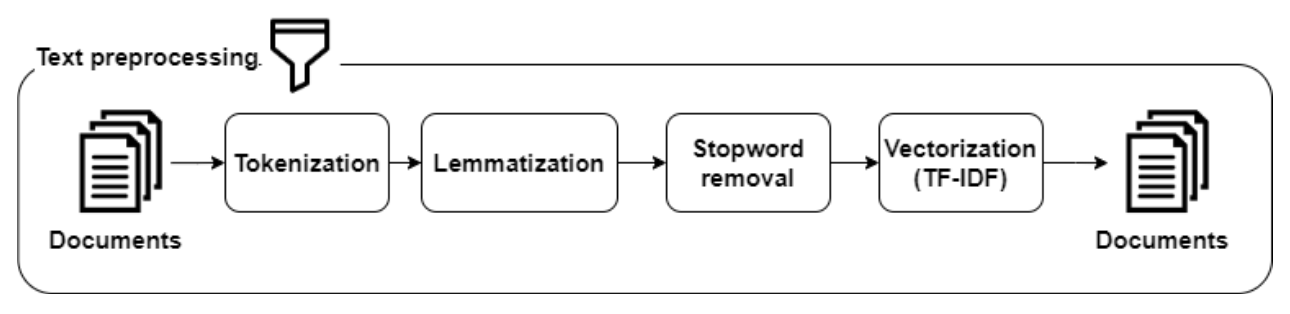 Text preprocessing.
Tokenization
Lemmatization
Stopword
removal
Vectorization
(TF-IDF)
Documents
Documents